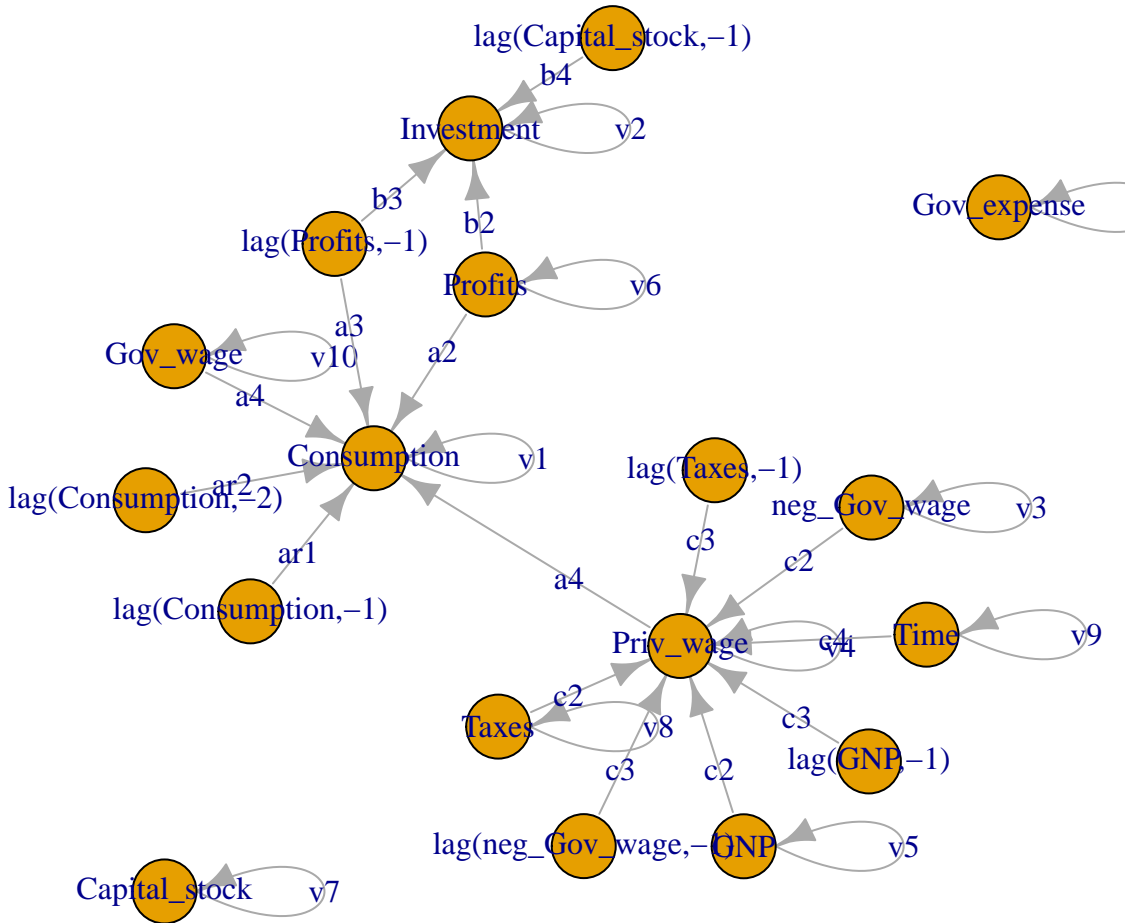 lag(Capital_stock,−1)
b4
Investment
v2
b3
Gov_expense
b2
lag(Profits,−1)
Profits
v6
a3
Gov_wage
v10
a2
a4
Consumption
v1
lag(Taxes,−1)
ar2
lag(Consumption,−2)
neg_Gov_wage
v3
c3
ar1
c2
a4
lag(Consumption,−1)
Time
v9
c4
Priv_wage
v4
c2
c3
Taxes
v8
lag(GNP,−1)
c3
c2
lag(neg_Gov_wage,−1)
GNP
v5
Capital_stock
v7